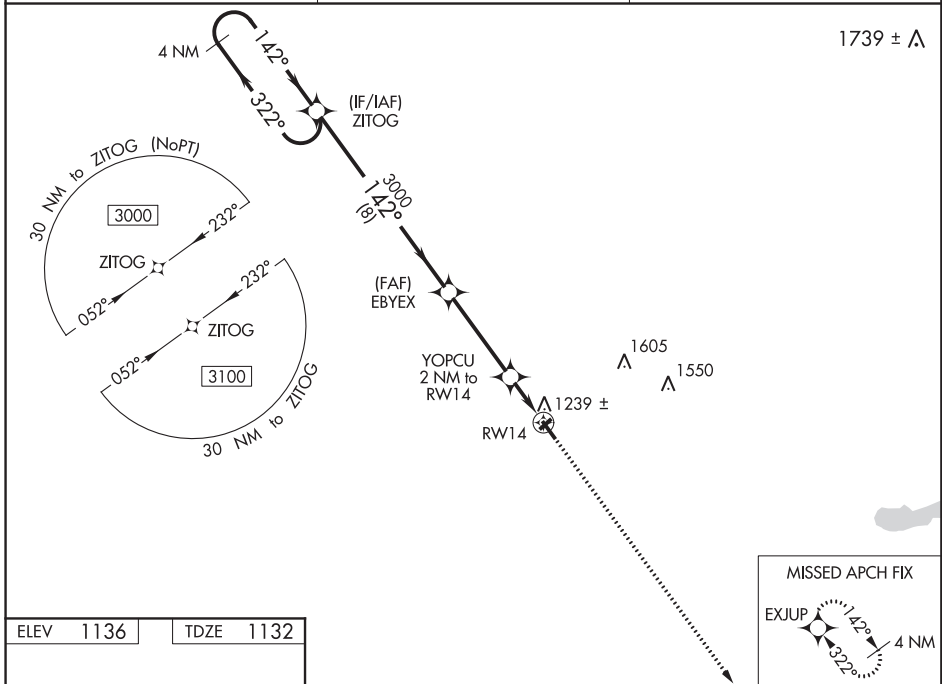 1739 ±
4 NM
142°
322°
(IF/IAF)
ZITOG
30 NM to ZITOG (NoPT)
3000
232°
ZITOG
052°
3000
142°
(8)
232°
ZITOG
052°
3100
30 NM to ZITOG
(FAF)
EBYEX
YOPCU
2 NM to
RW14
1605
1550
1239 ±
RW14
MISSED APCH FIX
EXJUP
142°
322°
4 NM
ELEV 1136
TDZE 1132